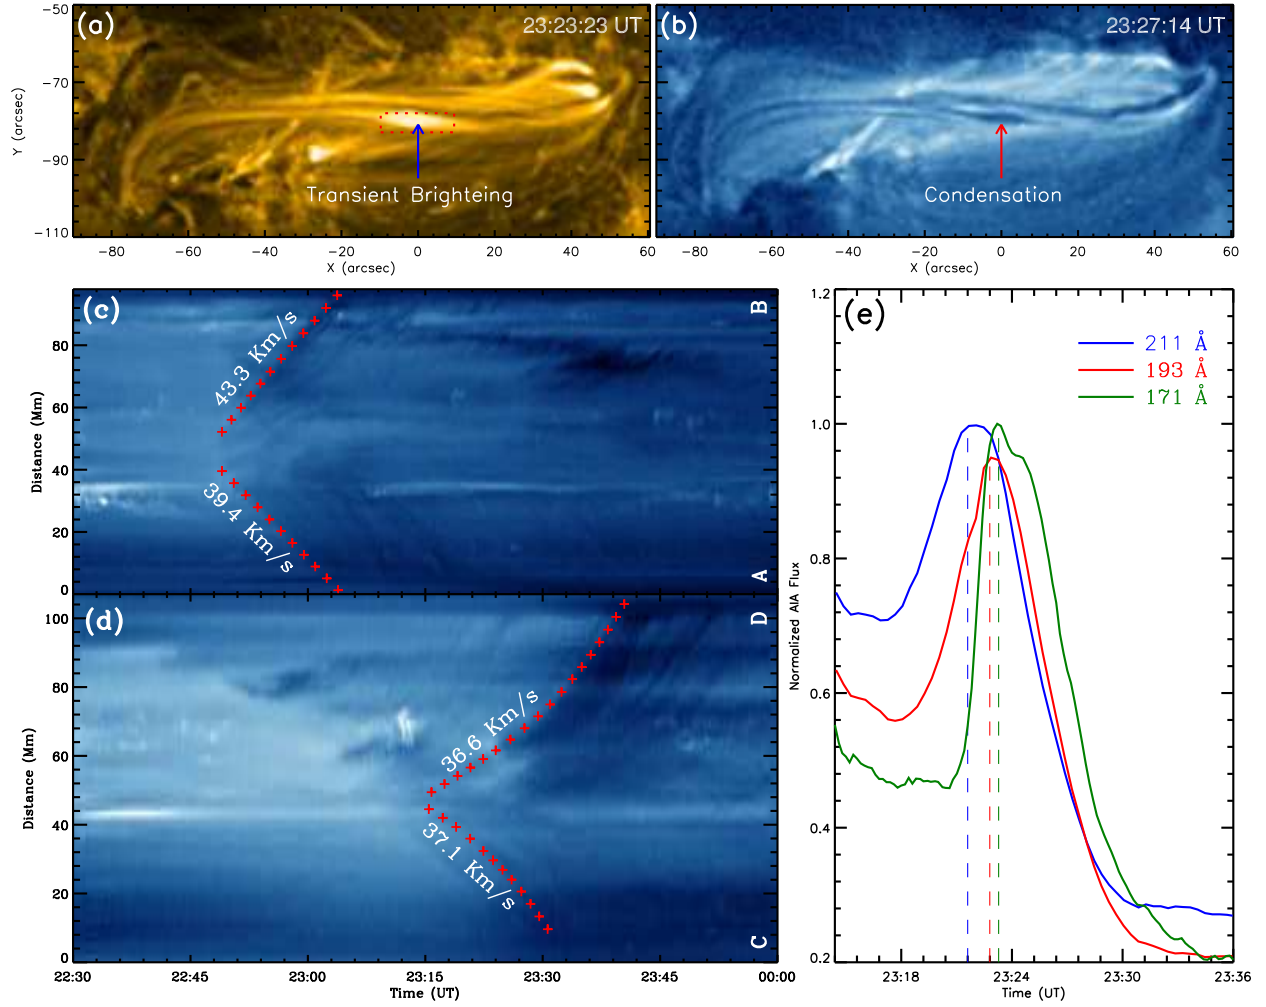 (a)
23:23:23 UT
Transient Brighteing
−50
−70
−90
−110
Y (arcsec)
−80
−60
−40
−20
0
20
40
60
X (arcsec)
(b)
23:27:14 UT
Condensation
−80
−60
−40
−20
0
20
40
60
X (arcsec)
(c)
B
43.3 Km/s
39.4 Km/s
A
80
60
40
20
0
Distance (Mm)
(d)
D
36.6 Km/s
37.1 Km/s
C
100
80
60
40
20
0
Distance (Mm)
22:30
22:45
23:00
23:15
23:30
23:45
00:00
Time (UT)
(e)
211 Å
193 Å
171 Å
1.2
1.0
0.8
0.6
0.4
0.2
Normalized AIA Flux
23:18
23:24
23:30
23:36
Time (UT)